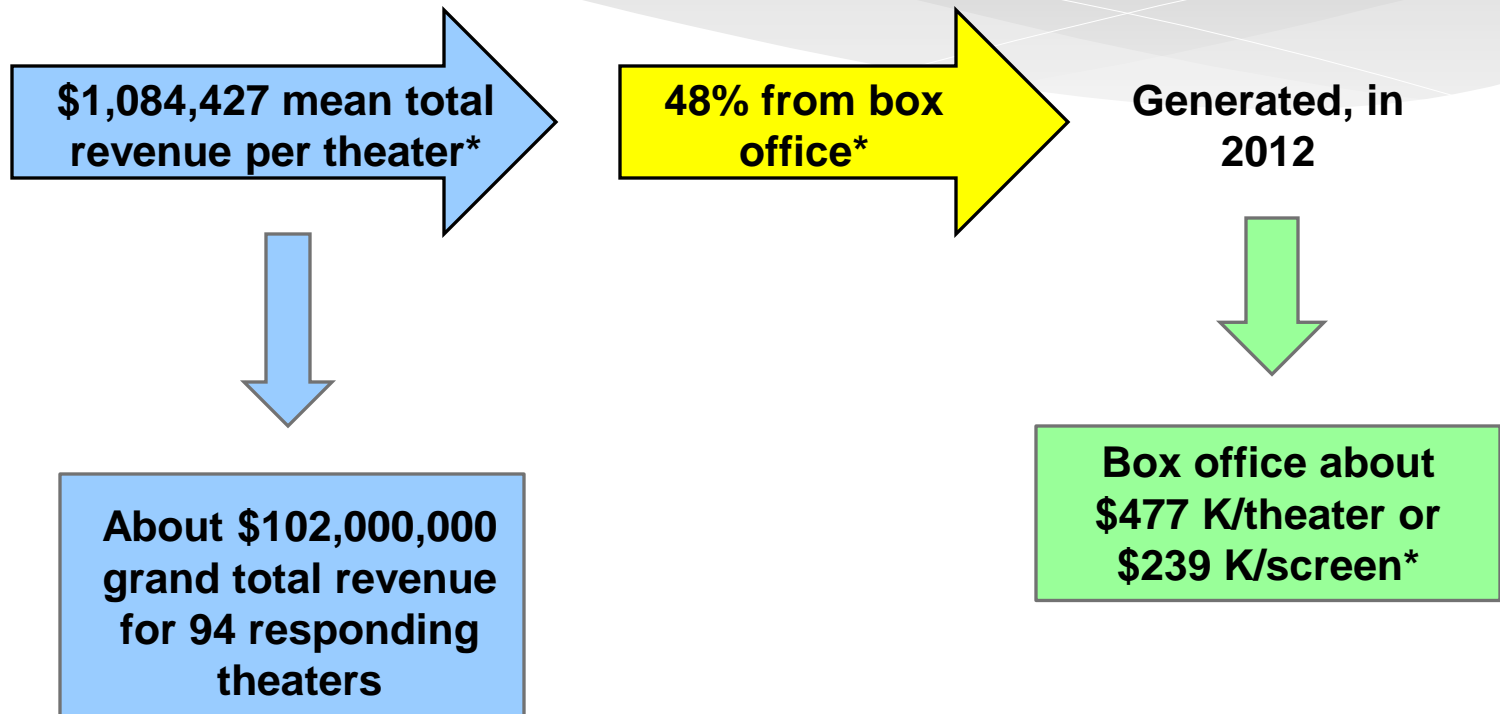 $1,084,427 mean total
revenue per theater*
48% from box
office*
Generated, in
2012
About $102,000,000
grand total revenue
for 94 responding
theaters
Box office about
$477 K/theater or
$239 K/screen*